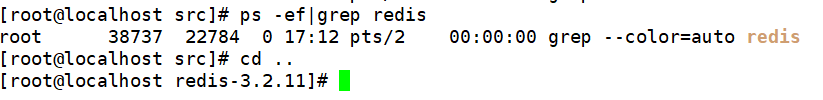 [root@localhost src]# ps -ef|grep redis
root      38737  22784  0 17:12 pts/2    00:00:00 grep --color=auto redis
[root@localhost src]# cd ..
[root@localhost redis-3.2.11]#